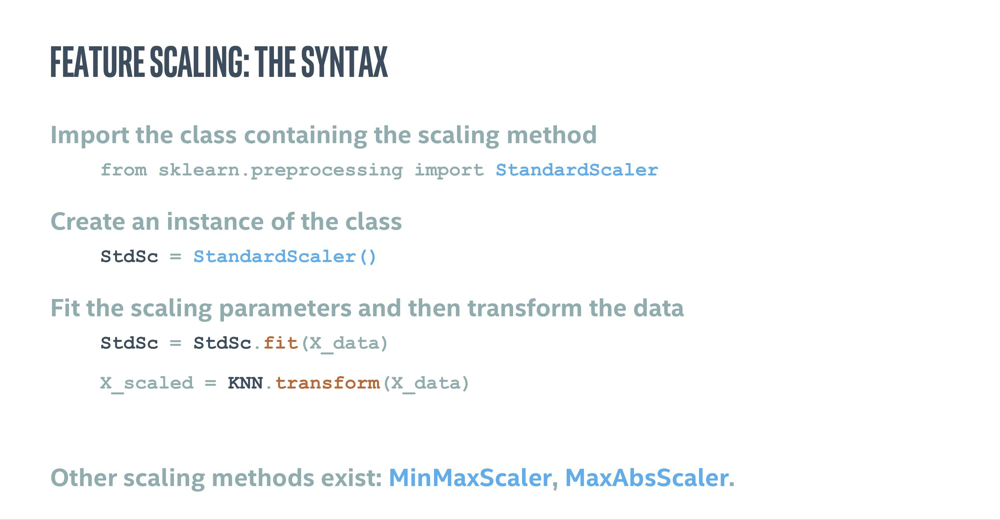 FEATURE SCALING: THE SYNTAX
Import the class containing the scaling method
from sklearn.preprocessing import StandardScaler
Create an instance of the class
StdSc = StandardScaler()
Fit the scaling parameters and then transform the data
StdSc = StdSc.fit(X_data)
X_scaled = KNN.transform(X_data)
Other scaling methods exist: MinMaxScaler, MaxAbsScaler.